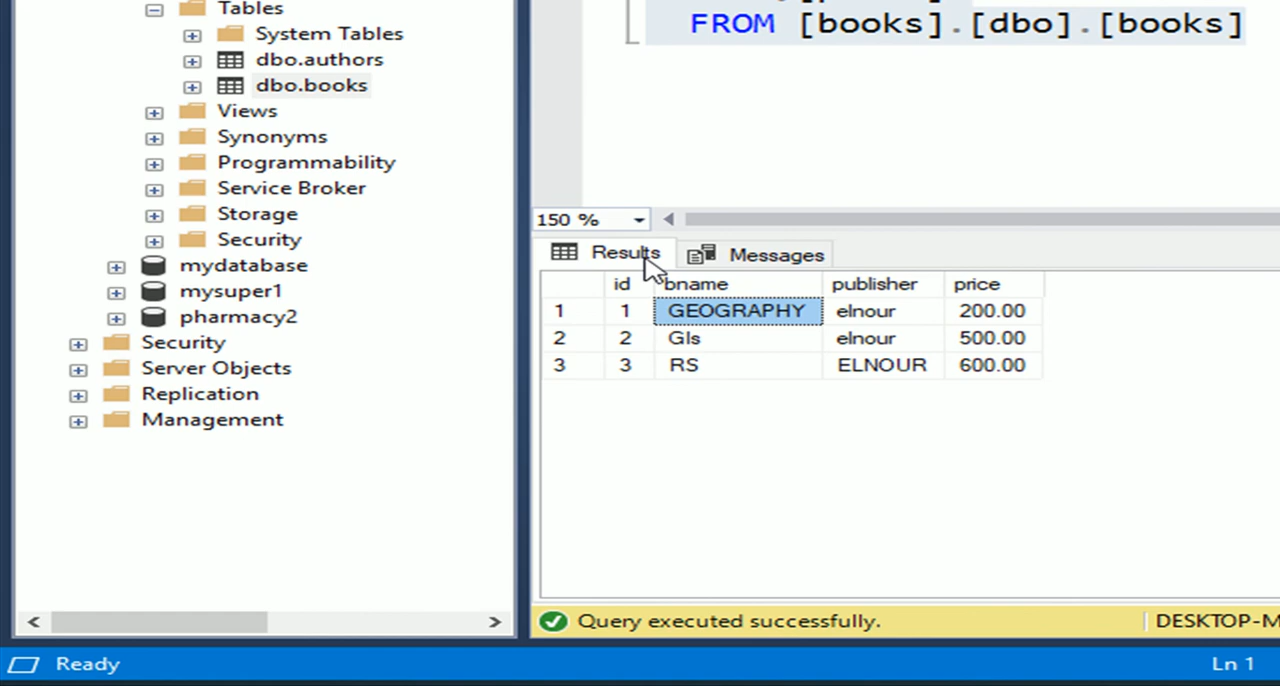 Tables
System Tables
dbo.authors
dbo.books
Views
Synonyms
Programmability
Service Broker
Storage
Security
mydatabase
mysuper1
pharmacy2
Security
Server Objects
Replication
Management
FROM [books].[dbo].[books]
150 %
Results Messages
id bname publisher price
1 1 GEOGRAPHY elnour 200.00
2 2 GIs elnour 500.00
3 3 RS ELNOUR 600.00
Query executed successfully. DESKTOP-M
Ready Ln 1